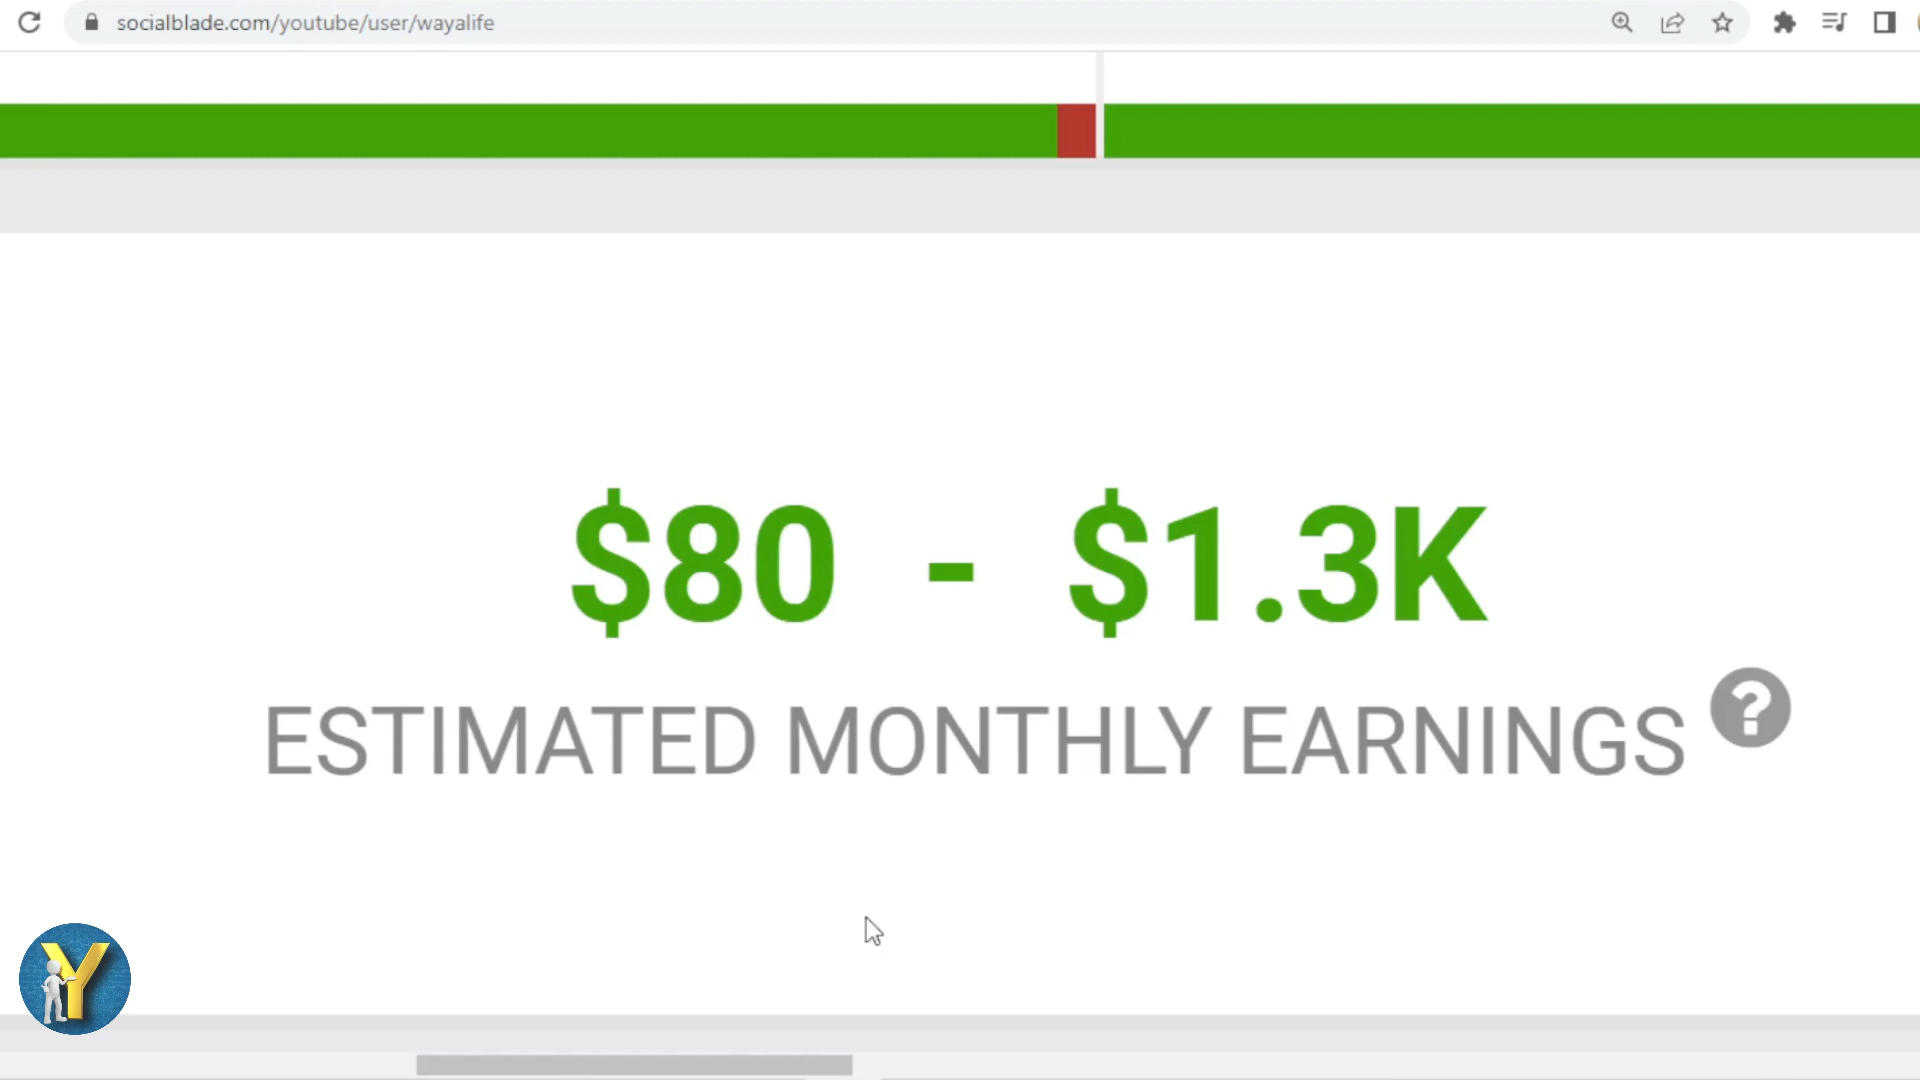 socialblade.com/youtube/user/wayalife
$80 - $1.3K
ESTIMATED MONTHLY EARNINGS ?
Y